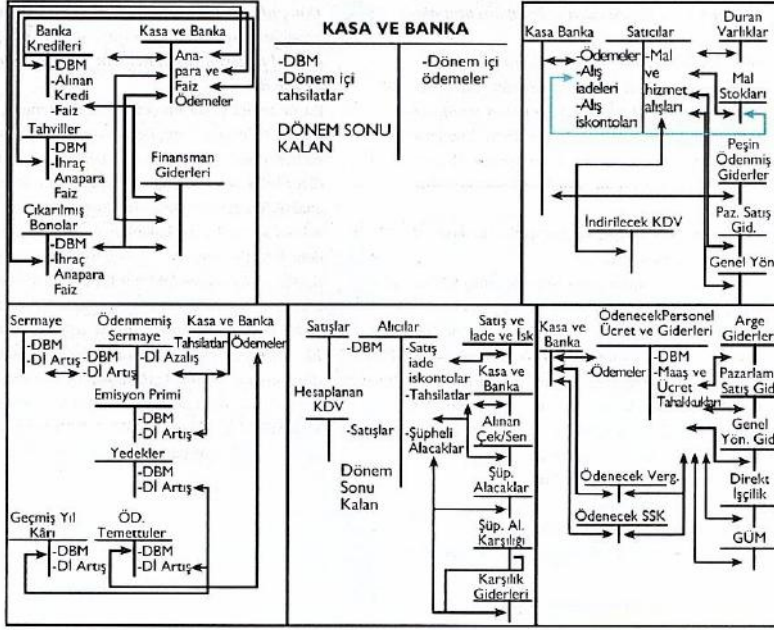 Banka
Kredileri
-DBM
-Alınan
Kredi
-Faiz
Tahviller
-DBM
-İhraç
Anapara
Faiz
Çıkarılmış
Bonolar
-DBM
-İhraç
Anapara
Faiz
Kasa ve Banka
Ana-
para ve
Faiz
Ödemeler
Finansman
Giderleri
KASA VE BANKA
-DBM
-Dönem içi
tahsilatlar
DÖNEM SONU
KALAN
-Dönem içi
ödemeler
Kasa Banka
Satıcılar
-Ödemeler
-Alış
iadeleri
-Alış
iskontoları
-Mal
ve
hizmet
alışları
Duran
Varlıklar
Mal
Stokları
Peşin
Ödenmiş
Giderler
Paz. Satış
Gid.
Genel Yön
İndirilecek KDV
Sermaye
-DBM
-Dİ Artış
Ödenmemiş
Sermaye
-DBM
-Dİ Artış
-Dİ Azalış
Kasa ve Banka
Tahsilatlar
Ödemeler
Emisyon Primi
-DBM
-Dİ Artış
Yedekler
-DBM
-Dİ Artış
Geçmiş Yıl
Kârı
-DBM
-Dİ Artış
ÖD.
Temettuler
-DBM
-Dİ Artış
Satışlar
Hesaplanan
KDV
Alıcılar
-DBM
-Satışlar
Dönem
Sonu
Kalan
-Satış
iade
iskontolar
-Tahsilatlar
-Şüpheli
Alacaklar
Satış ve
İade ve İsk
Kasa ve
Banka
Alınan
Çek/Sen
Şüp.
Alacaklar
Şüp. Al.
Karşılığı
Karşılık
Giderleri
Kasa ve
Banka
ÖdenecekPersonel
Ücret ve Giderleri
-Ödemeler
-DBM
-Maaş ve
Ücret
Tahakkukları
Arge
Giderler
Pazarlam
Satış Gid
Genel
Yön. Gid
Direkt
İşçilik
GÜM
Ödenecek Verg.
Ödenecek SSK